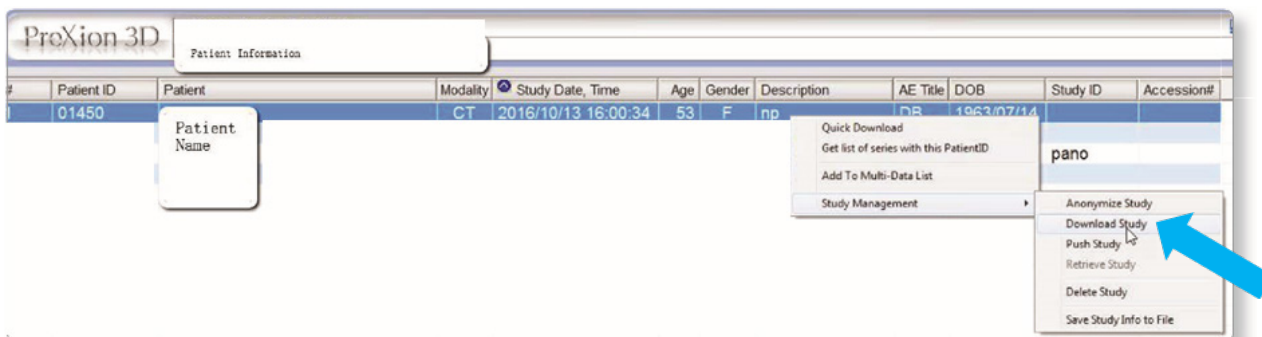 PreXion 3D
Patient Information
# Patient ID Patient Modality Study Date, Time Age Gender Description AE Title DOB Study ID Accession#
01450 CT 2016/10/13 16:00:34 53 F np DB 1963/07/14
Patient
Name
pano
Quick Download
Get list of series with this PatientID
Add To Multi-Data List
Study Management
Anonymize Study
Download Study
Push Study
Retrieve Study
Delete Study
Save Study Info to File